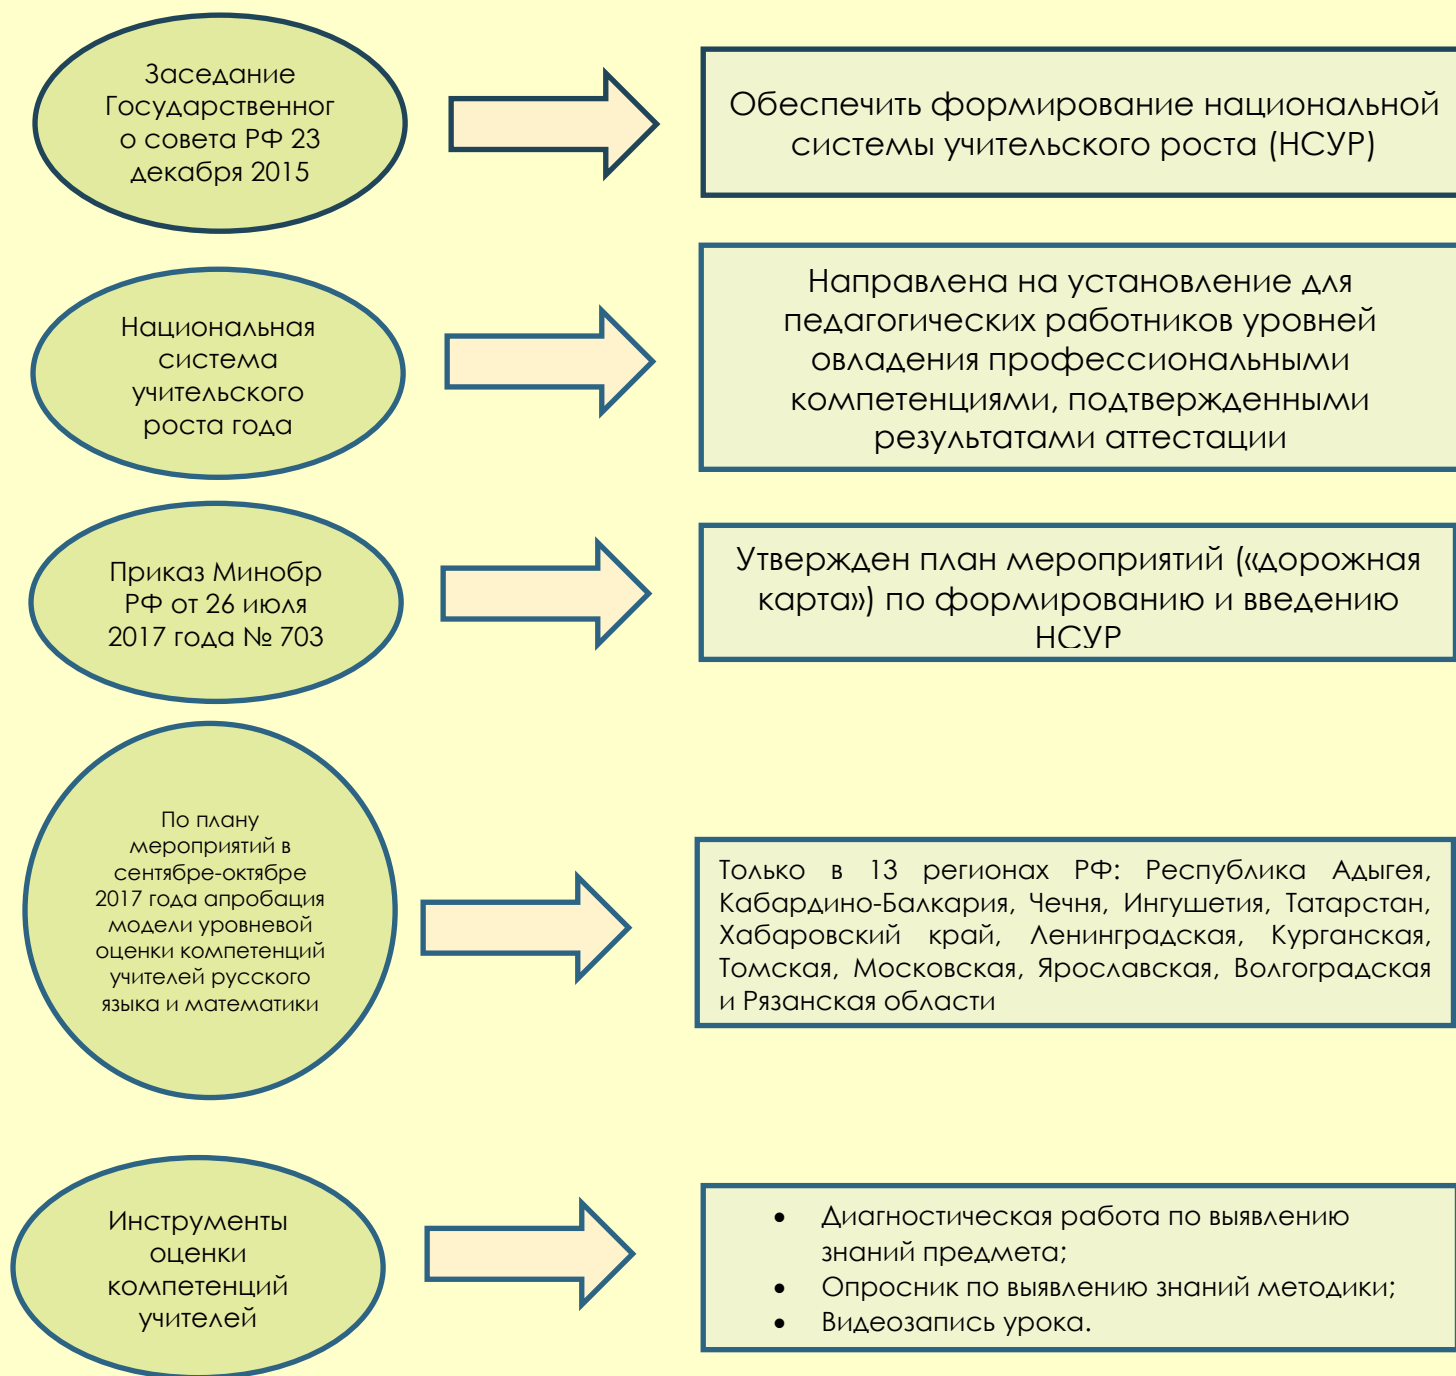 Заседание
Государственног
о совета РФ 23
декабря 2015
Обеспечить формирование национальной
системы учительского роста (НСУР)
Национальная
система
учительского
роста года
Направлена на установление для
педагогических работников уровней
овладения профессиональными
компетенциями, подтвержденными
результатами аттестации
Приказ Минобр
РФ от 26 июля
2017 года № 703
Утвержден план мероприятий («дорожная
карта») по формированию и введению
НСУР
По плану
мероприятий в
сентябре-октябре
2017 года апробация
модели уровневой
оценки компетенций
учителей русского
языка и математики
Только в 13 регионах РФ: Республика Адыгея,
Кабардино-Балкария, Чечня, Ингушетия, Татарстан,
Хабаровский край, Ленинградская, Курганская,
Томская, Московская, Ярославская, Волгоградская
и Рязанская области
Инструменты
оценки
компетенций
учителей
• Диагностическая работа по выявлению
знаний предмета;
• Опросник по выявлению знаний методики;
• Видеозапись урока.